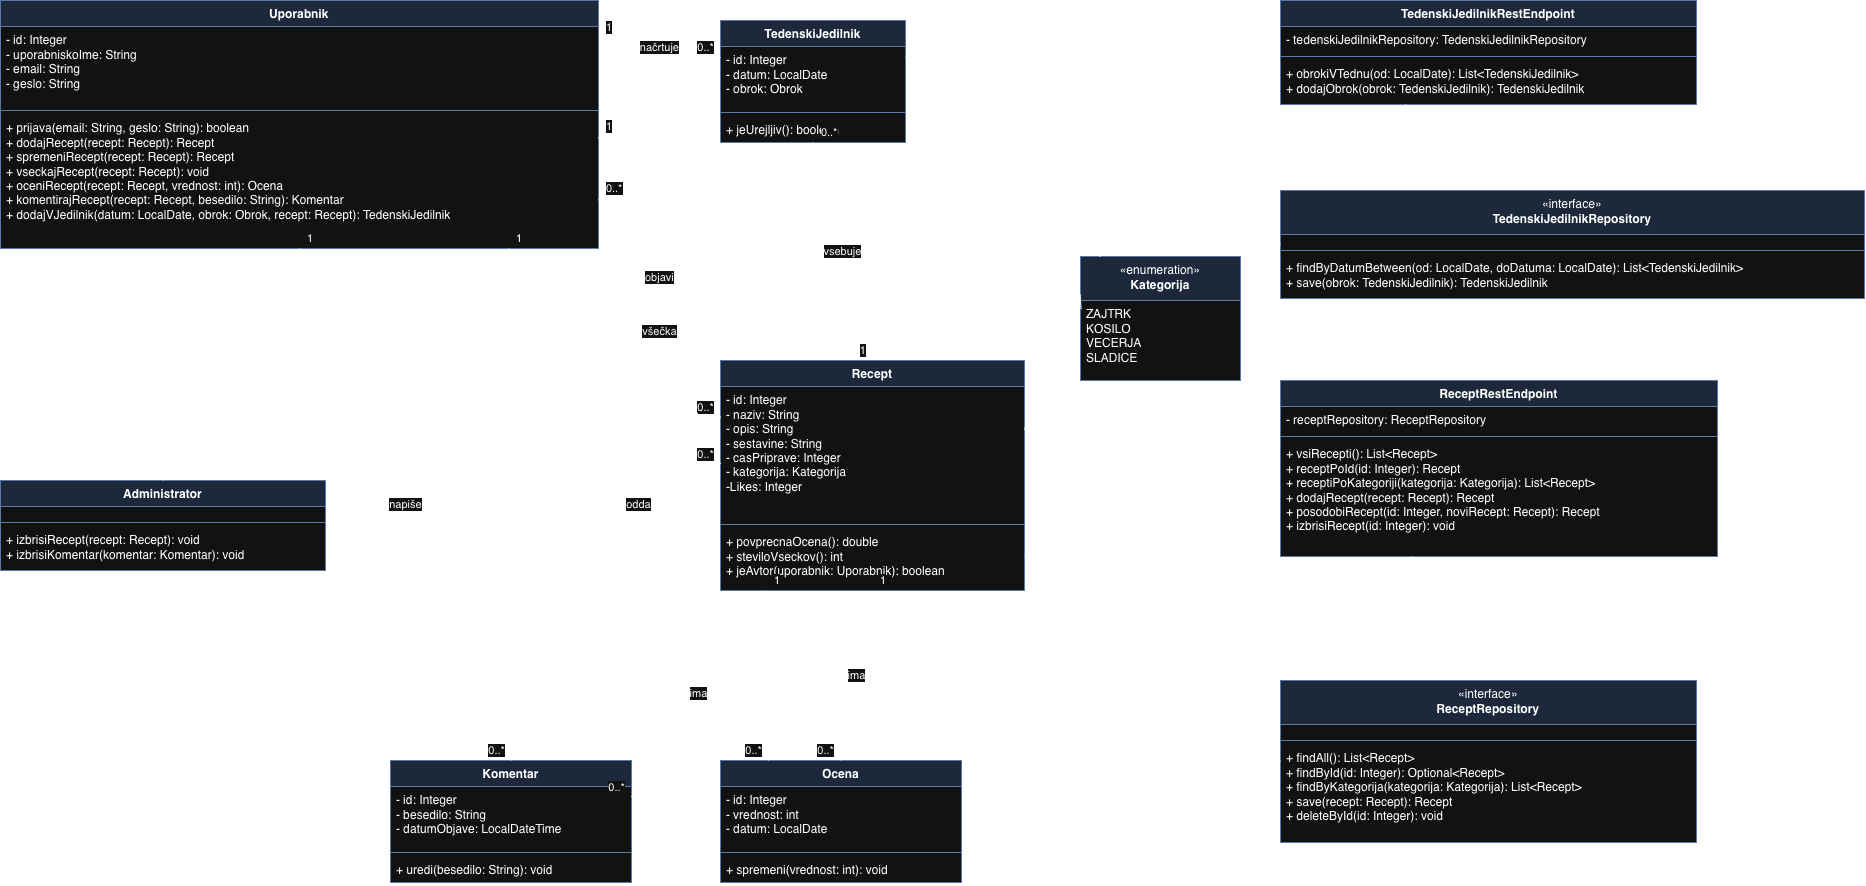 Uporabnik
- id: Integer
- uporabniskoIme: String
- email: String
- geslo: String
+ prijava(email: String, geslo: String): boolean
+ dodajRecept(recept: Recept): Recept
+ spremeniRecept(recept: Recept): Recept
+ vseckajRecept(recept: Recept): void
+ oceniRecept(recept: Recept, vrednost: int): Ocena
+ komentirajRecept(recept: Recept, besedilo: String): Komentar
+ dodajVJedilnik(datum: LocalDate, obrok: Obrok, recept: Recept): TedenskiJedilnik
1
1
1
načrtuje
0..*
1
0..*
TedenskiJedilnik
- id: Integer
- datum: LocalDate
- obrok: Obrok
+ jeUrejljiv():
0..*
vsebuje
objavi
všečka
1
0..*
0..*
«enumeration»
Kategorija
ZAJTRK
KOSILO
VECERJA
SLADICE
Recept
- id: Integer
- naziv: String
- opis: String
- sestavine: String
- casPriprave: Integer
- kategorija: Kategorija
-Likes: Integer
+ povprecnaOcena(): double
+ steviloVseckov(): int
+ jeAvtor(uporabnik: Uporabnik): boolean
1
1
Administrator
+ izbrisiRecept(recept: Recept): void
+ izbrisiKomentar(komentar: Komentar): void
napiše
odda
ima
ima
0..*
0..*
0..*
Komentar
0..*
- id: Integer
- besedilo: String
- datumObjave: LocalDateTime
+ uredi(besedilo: String): void
Ocena
- id: Integer
- vrednost: int
- datum: LocalDate
+ spremeni(vrednost: int): void
TedenskiJedilnikRestEndpoint
- tedenskiJedilnikRepository: TedenskiJedilnikRepository
+ obrokiVTednu(od: LocalDate): List<TedenskiJedilnik>
+ dodajObrok(obrok: TedenskiJedilnik): TedenskiJedilnik
«interface»
TedenskiJedilnikRepository
+ findByDatumBetween(od: LocalDate, doDatuma: LocalDate): List<TedenskiJedilnik>
+ save(obrok: TedenskiJedilnik): TedenskiJedilnik
ReceptRestEndpoint
- receptRepository: ReceptRepository
+ vsiRecepti(): List<Recept>
+ receptPoId(id: Integer): Recept
+ receptiPoKategoriji(kategorija: Kategorija): List<Recept>
+ dodajRecept(recept: Recept): Recept
+ posodobiRecept(id: Integer, noviRecept: Recept): Recept
+ izbrisiRecept(id: Integer): void
«interface»
ReceptRepository
+ findAll(): List<Recept>
+ findById(id: Integer): Optional<Recept>
+ findByKategorija(kategorija: Kategorija): List<Recept>
+ save(recept: Recept): Recept
+ deleteById(id: Integer): void